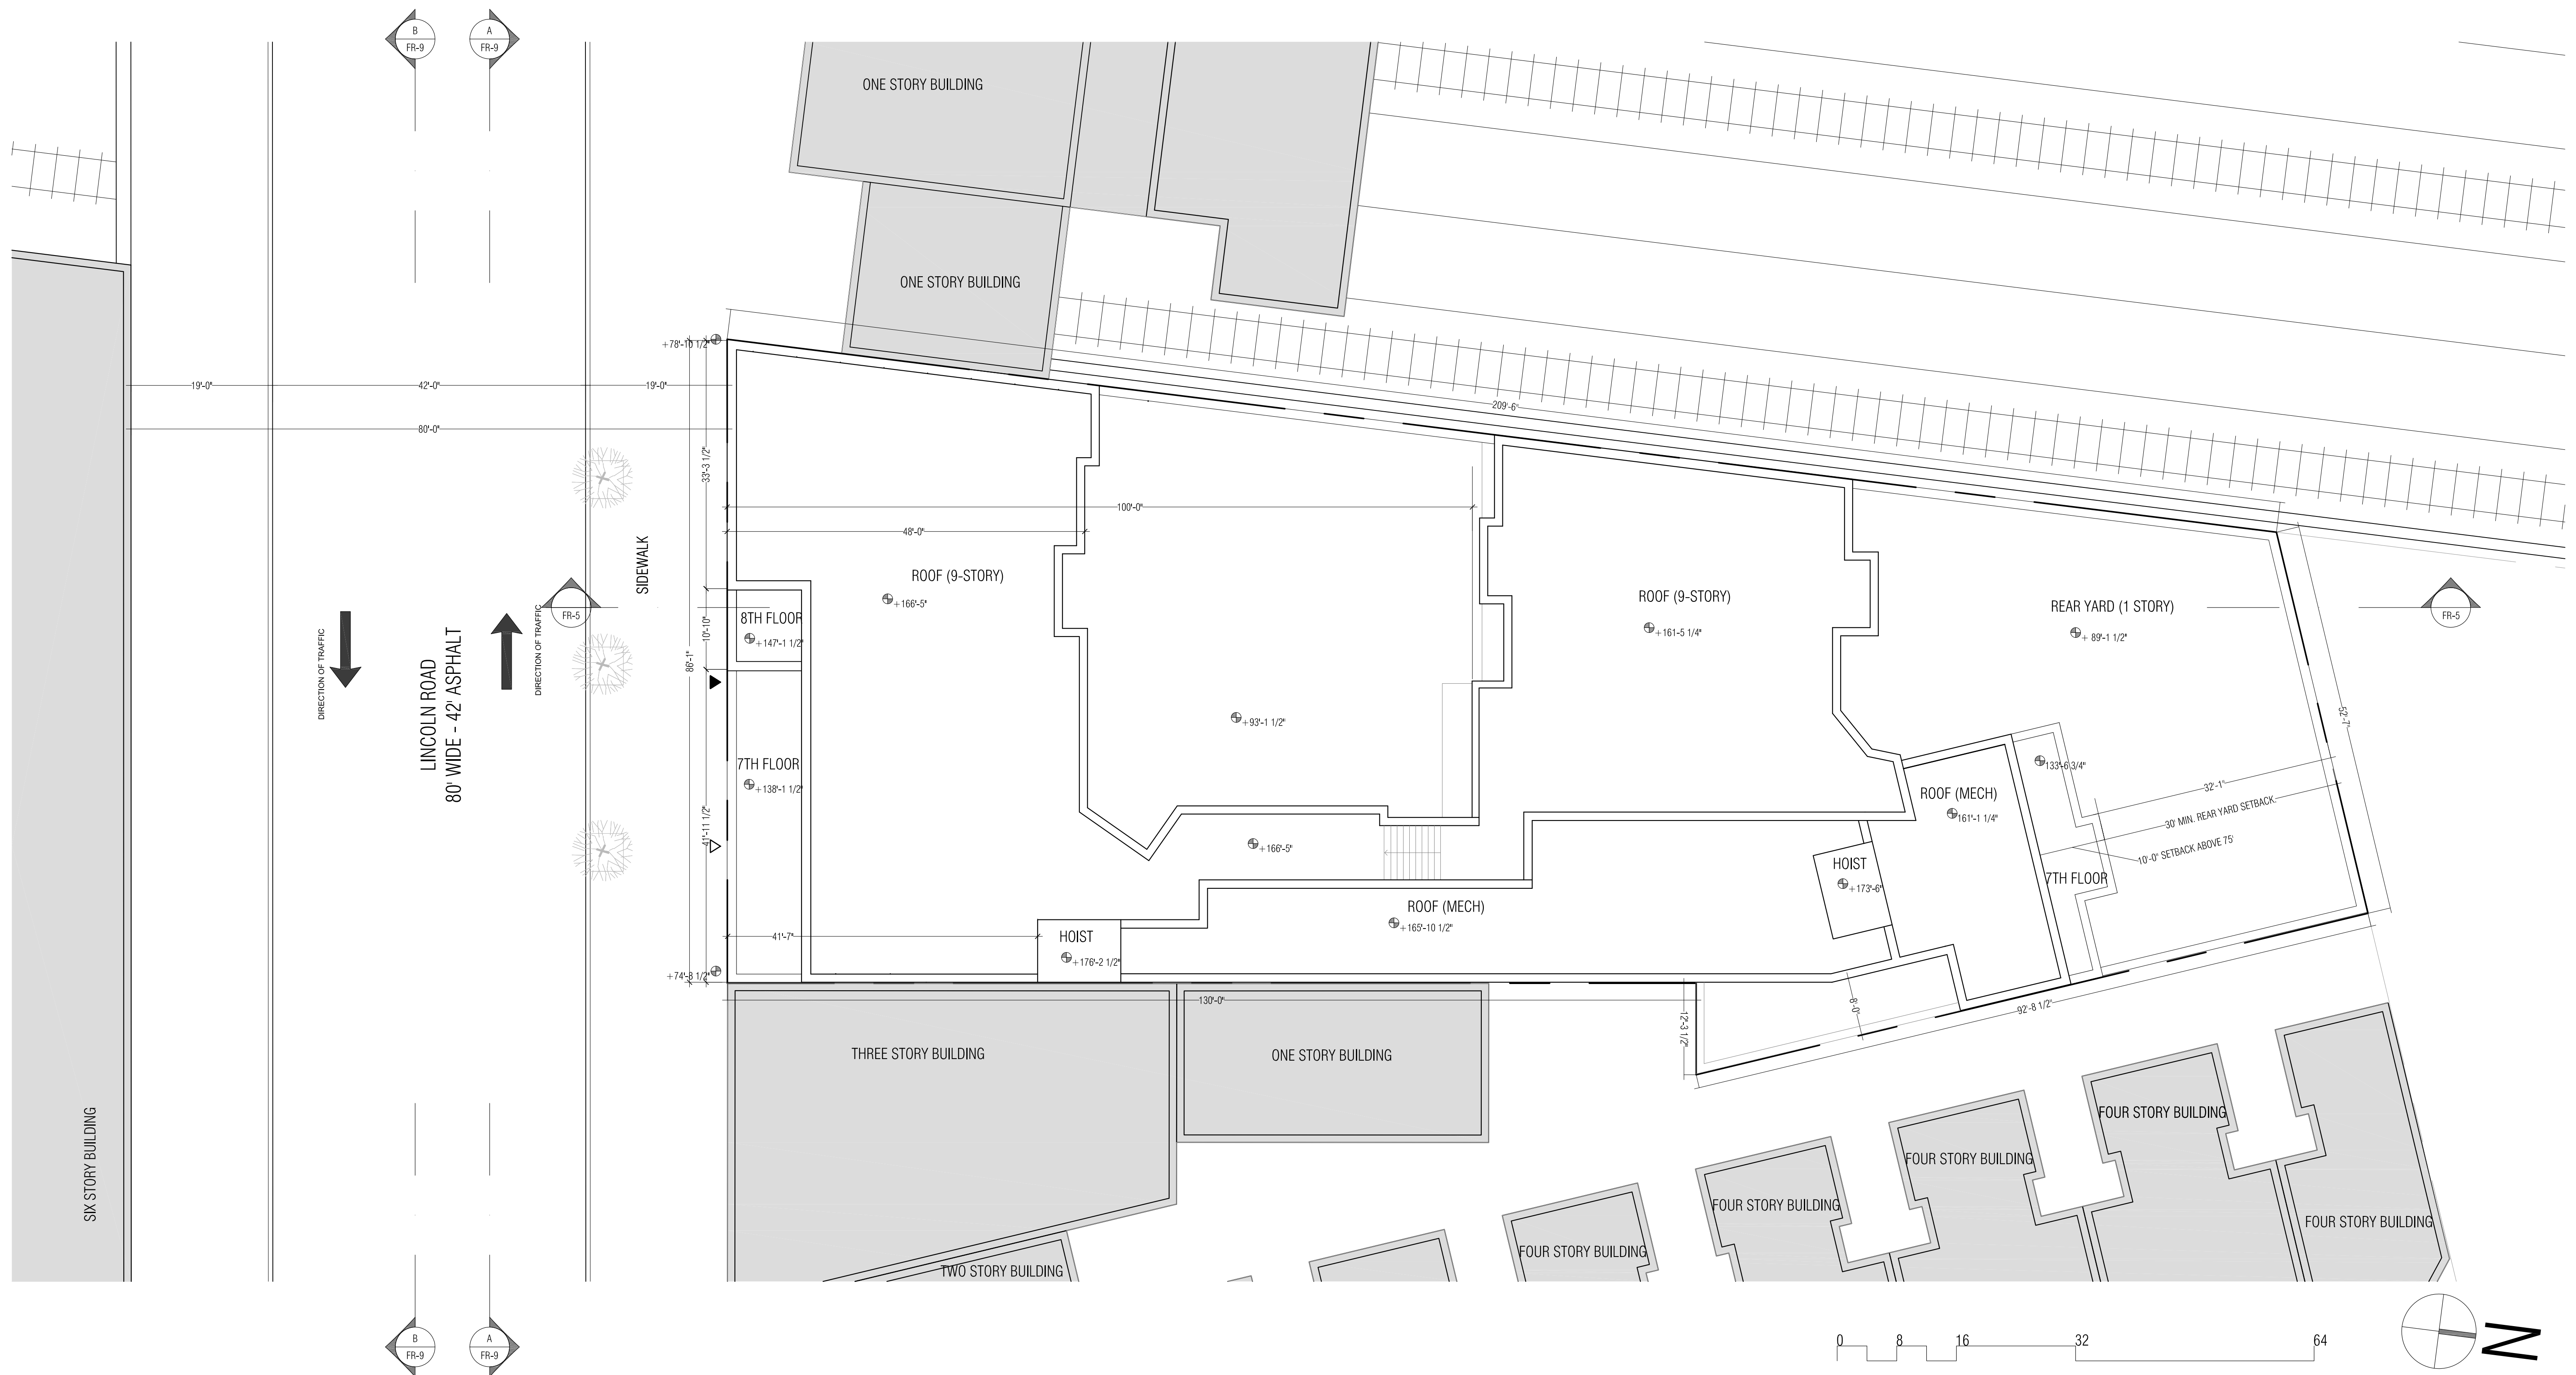 B
FR-9
A
FR-9
ONE STORY BUILDING
ONE STORY BUILDING
+78'-10 1/2"
19'-0"
42'-0"
19'-0"
80'-0"
209'-6"
33'-3 1/2"
100'-0"
48'-0"
SIDEWALK
ROOF (9-STORY)
+166'-5"
ROOF (9-STORY)
+161-5 1/4"
REAR YARD (1 STORY)
+ 89'-1 1/2"
FR-5
FR-5
8TH FLOOR
+147'-1 1/2"
10'-10"
86'-1"
DIRECTION OF TRAFFIC
LINCOLN ROAD
80' WIDE - 42' ASPHALT
DIRECTION OF TRAFFIC
+93'-1 1/2"
52'-7"
7TH FLOOR
+138'-1 1/2"
133'-6 3/4"
32'-1"
30' MIN. REAR YARD SETBACK.
10'-0" SETBACK ABOVE 75'
ROOF (MECH)
161'-1 1/4"
41'-11 1/2"
+166'-5"
HOIST
+173'-6"
7TH FLOOR
ROOF (MECH)
+165'-10 1/2"
41'-7"
HOIST
+176'-2 1/2"
+74'-8 1/2"
130'-0"
12'-3 1/2"
8'-0"
92'-8 1/2"
THREE STORY BUILDING
ONE STORY BUILDING
SIX STORY BUILDING
FOUR STORY BUILDING
FOUR STORY BUILDING
FOUR STORY BUILDING
FOUR STORY BUILDING
FOUR STORY BUILDING
TWO STORY BUILDING
B
FR-9
A
FR-9
0
8
16
32
64
N